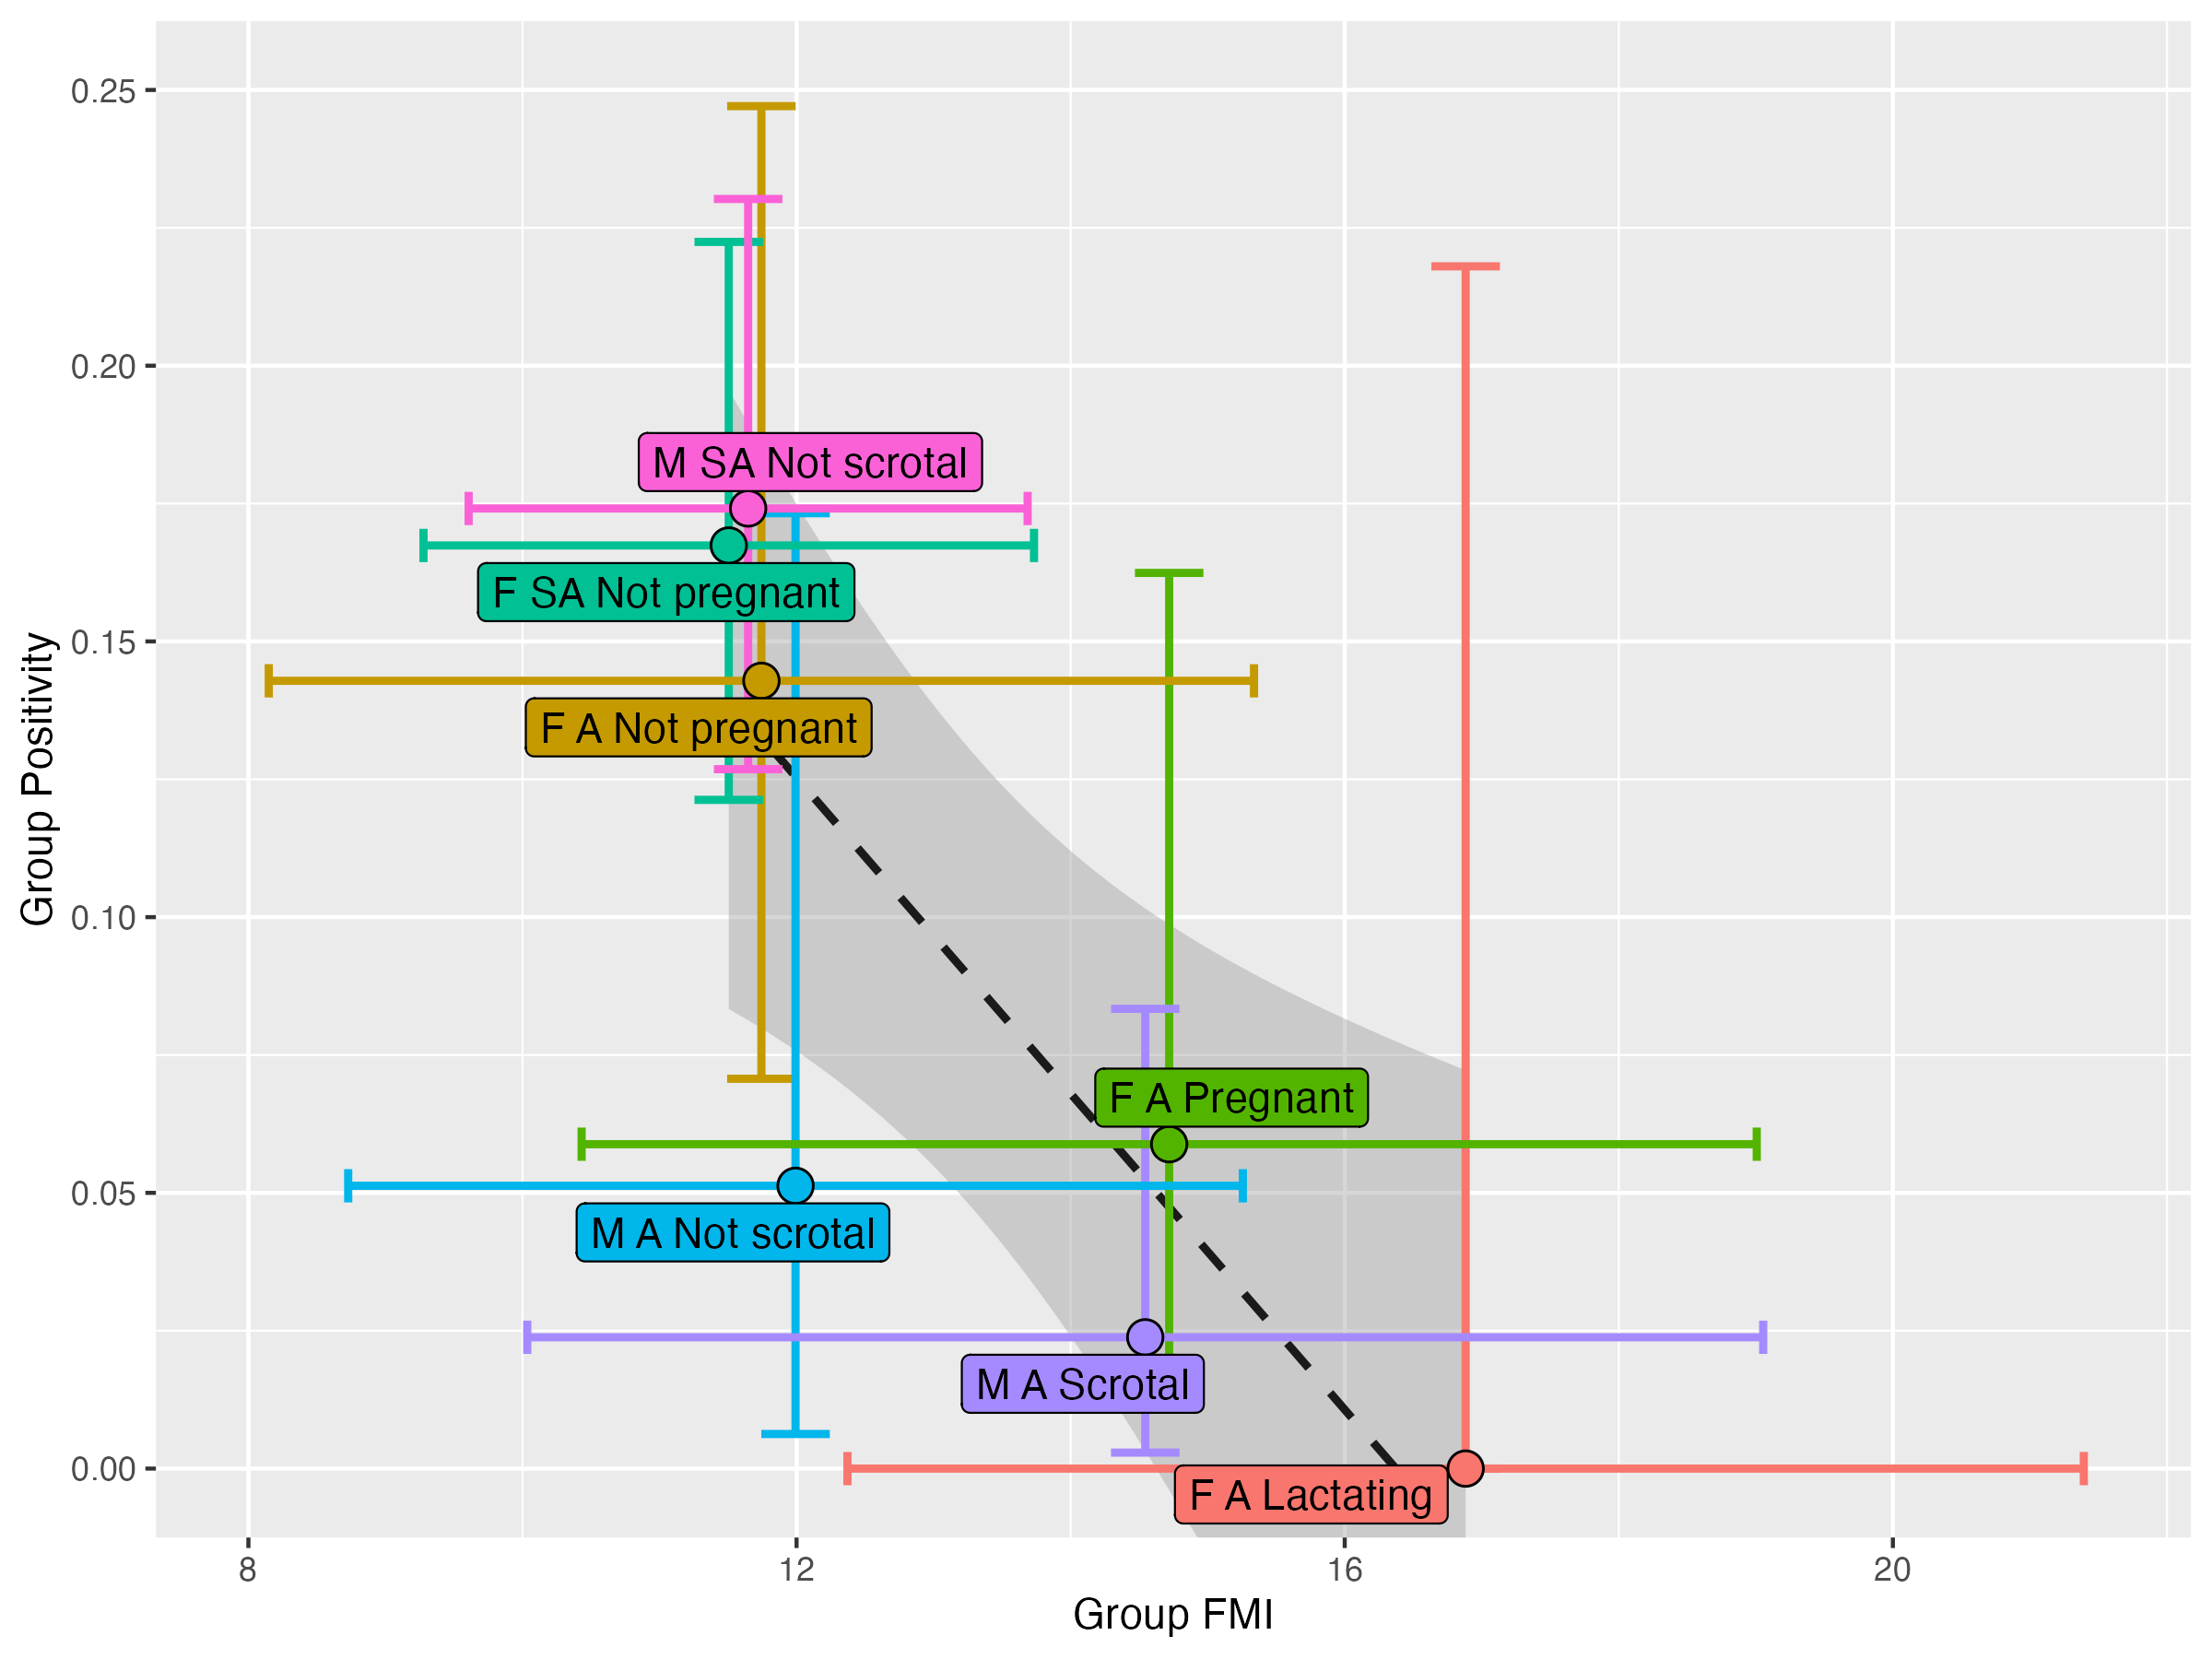 0.25
0.20
0.15
0.10
0.05
0.00
Group Positivity
M SA Not scrotal
F SA Not pregnant
F A Not pregnant
F A Pregnant
M A Not scrotal
M A Scrotal
F A Lactating
8
12
16
20
Group FMI